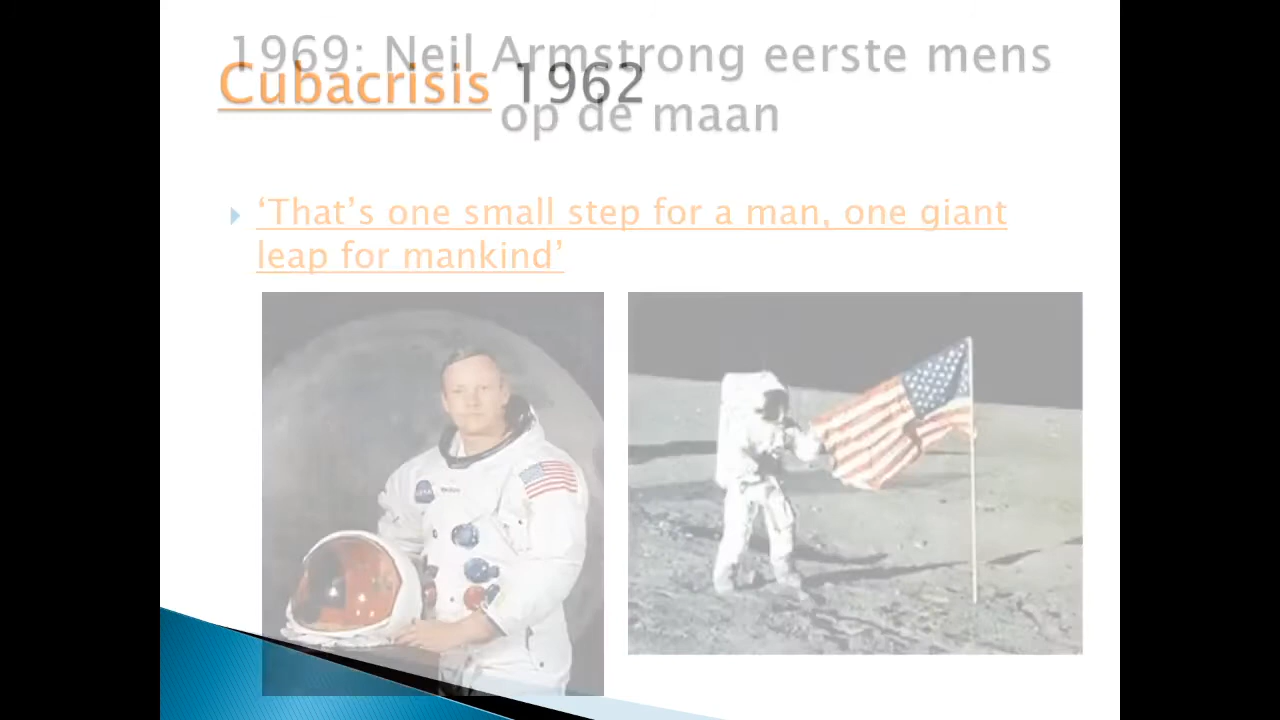 1969: Neil Armstrong eerste mens
op de maan
Cubacrisis 1962
‘That’s one small step for a man, one giant
leap for mankind’
NASA